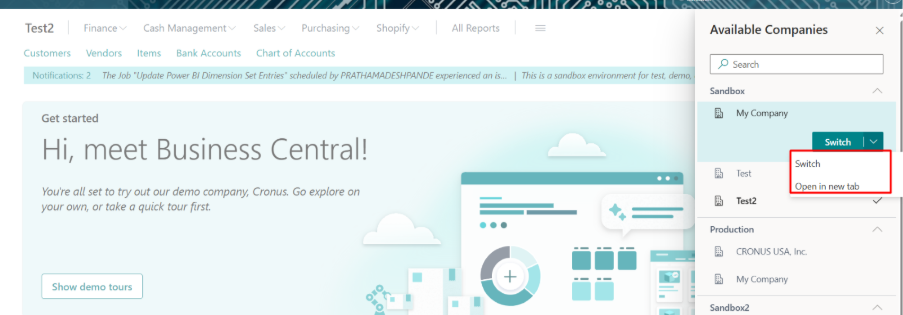 Test2 Finance Cash Management Sales Purchasing Shopify All Reports
Customers Vendors Items Bank Accounts Chart of Accounts
Notifications: 2 The Job "Update Power BI Dimension Set Entries" scheduled by PRATHAMADESHPANDE experienced an is... | This is a sandbox environment for test, demo,
Get started
Hi, meet Business Central!
You're all set to try out our demo company, Cronus. Go explore on
your own, or take a quick tour first.
Show demo tours
Available Companies
Search
Sandbox
My Company
Switch
Switch
Open in new tab
Test
Test2
Production
CRONUS USA, Inc.
My Company
Sandbox2